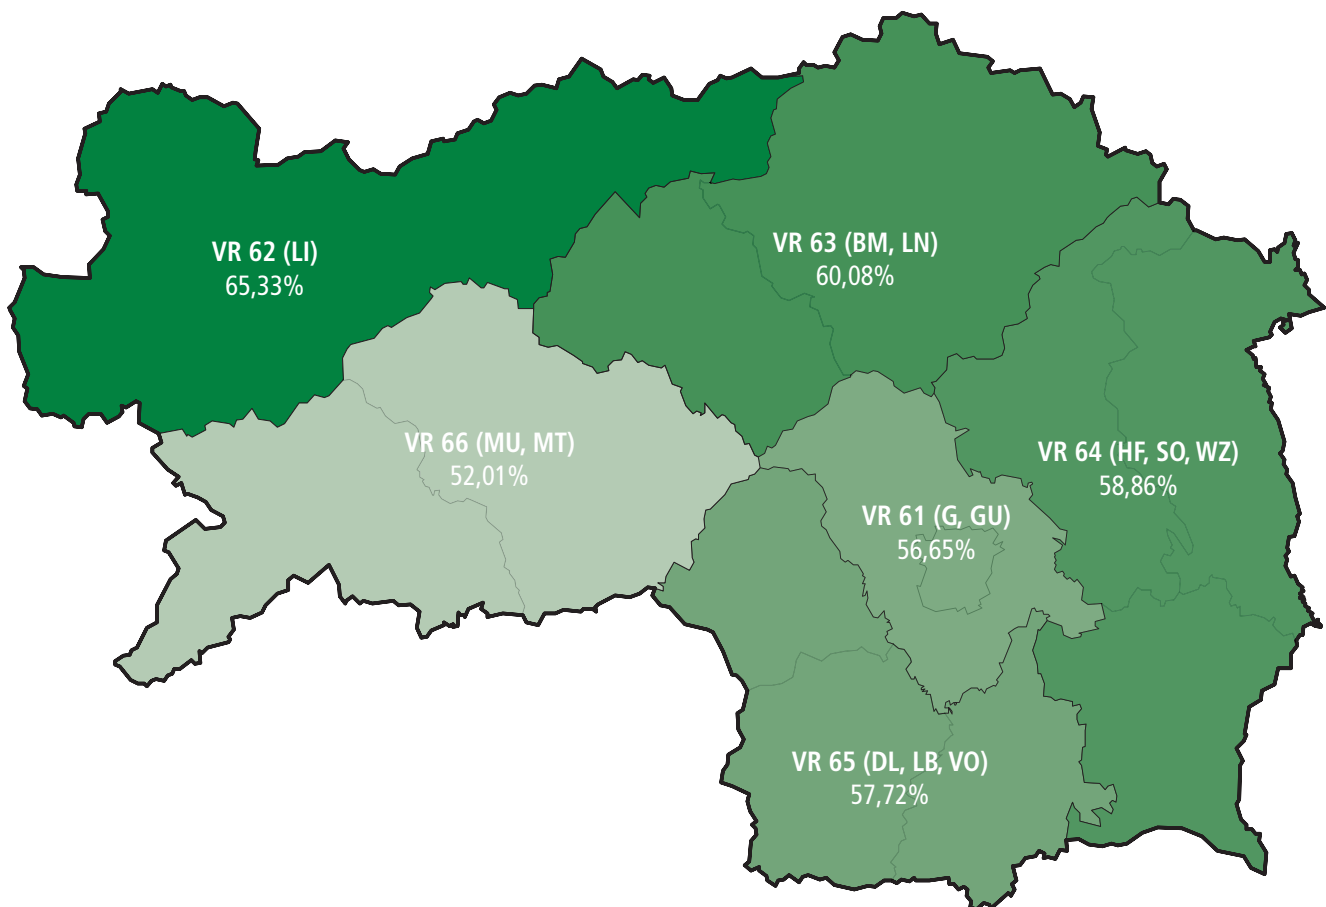 VR 62 (LI)
65,33%
VR 63 (BM, LN)
60,08%
VR 66 (MU, MT)
52,01%
VR 64 (HF, SO, WZ)
58,86%
VR 61 (G, GU)
56,65%
VR 65 (DL, LB, VO)
57,72%